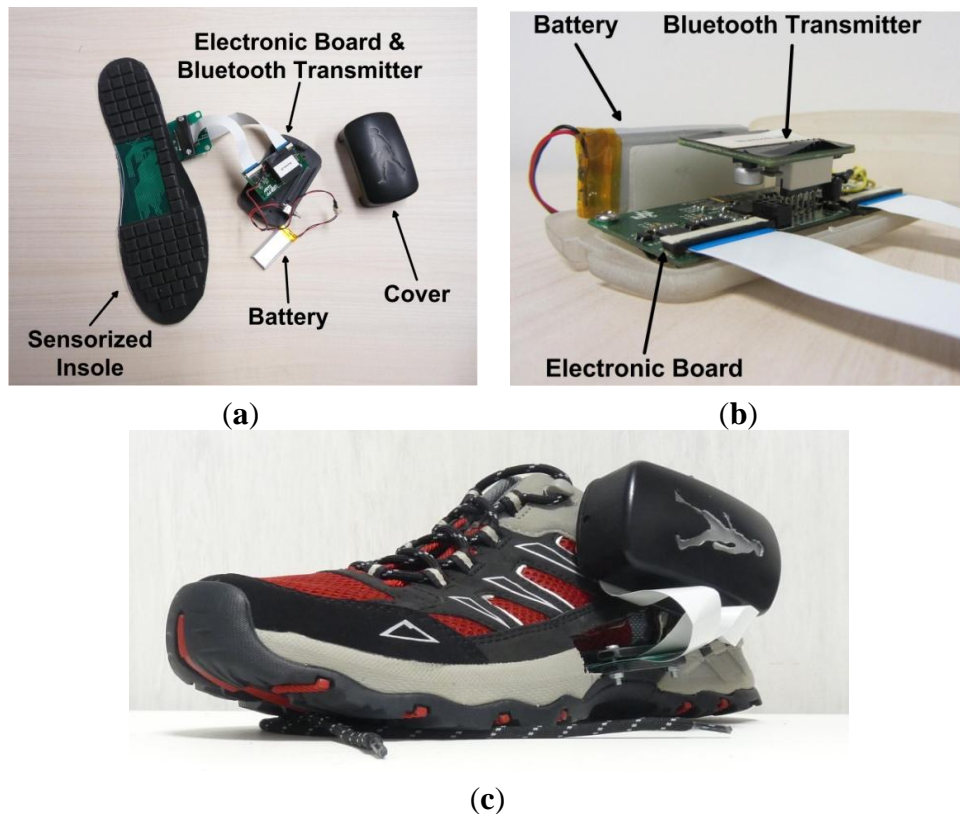 Electronic Board &
Bluetooth Transmitter
Sensorized
Insole
Battery
Cover
(a)
Battery
Bluetooth Transmitter
Electronic Board
(b)
(c)